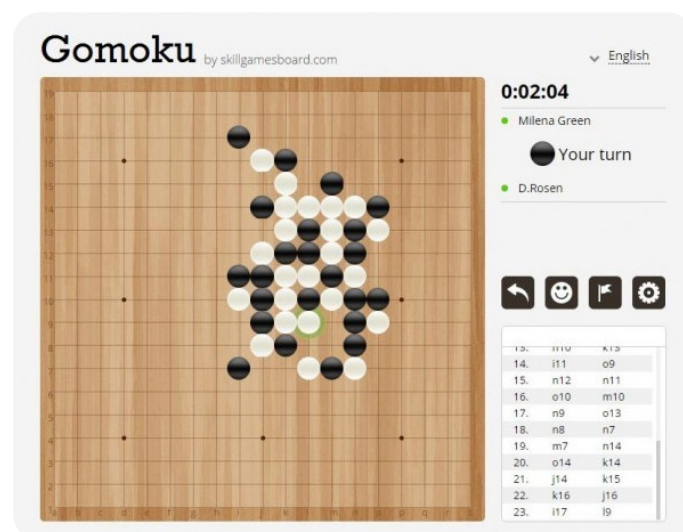 Gomoku by skillgamesboard.com
English
0:02:04
Milena Green
Your turn
D.Rosen
14. i11 o9
15. n12 n11
16. o10 m10
17. n9 o13
18. n8 n7
19. m7 n14
20. o14 k14
21. j14 k15
22. k16 j16
23. i17 l9